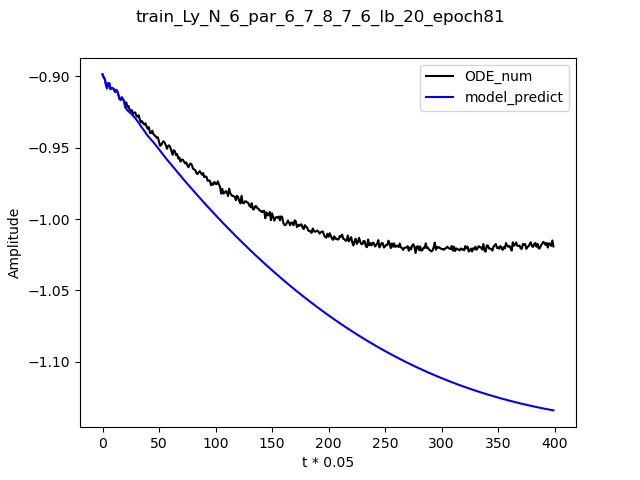 train_Ly_N_6_par_6_7_8_7_6_lb_20_epoch81
ODE_num
model_predict
−0.90
−0.95
−1.00
−1.05
−1.10
Amplitude
0 50 100 150 200 250 300 350 400
t * 0.05